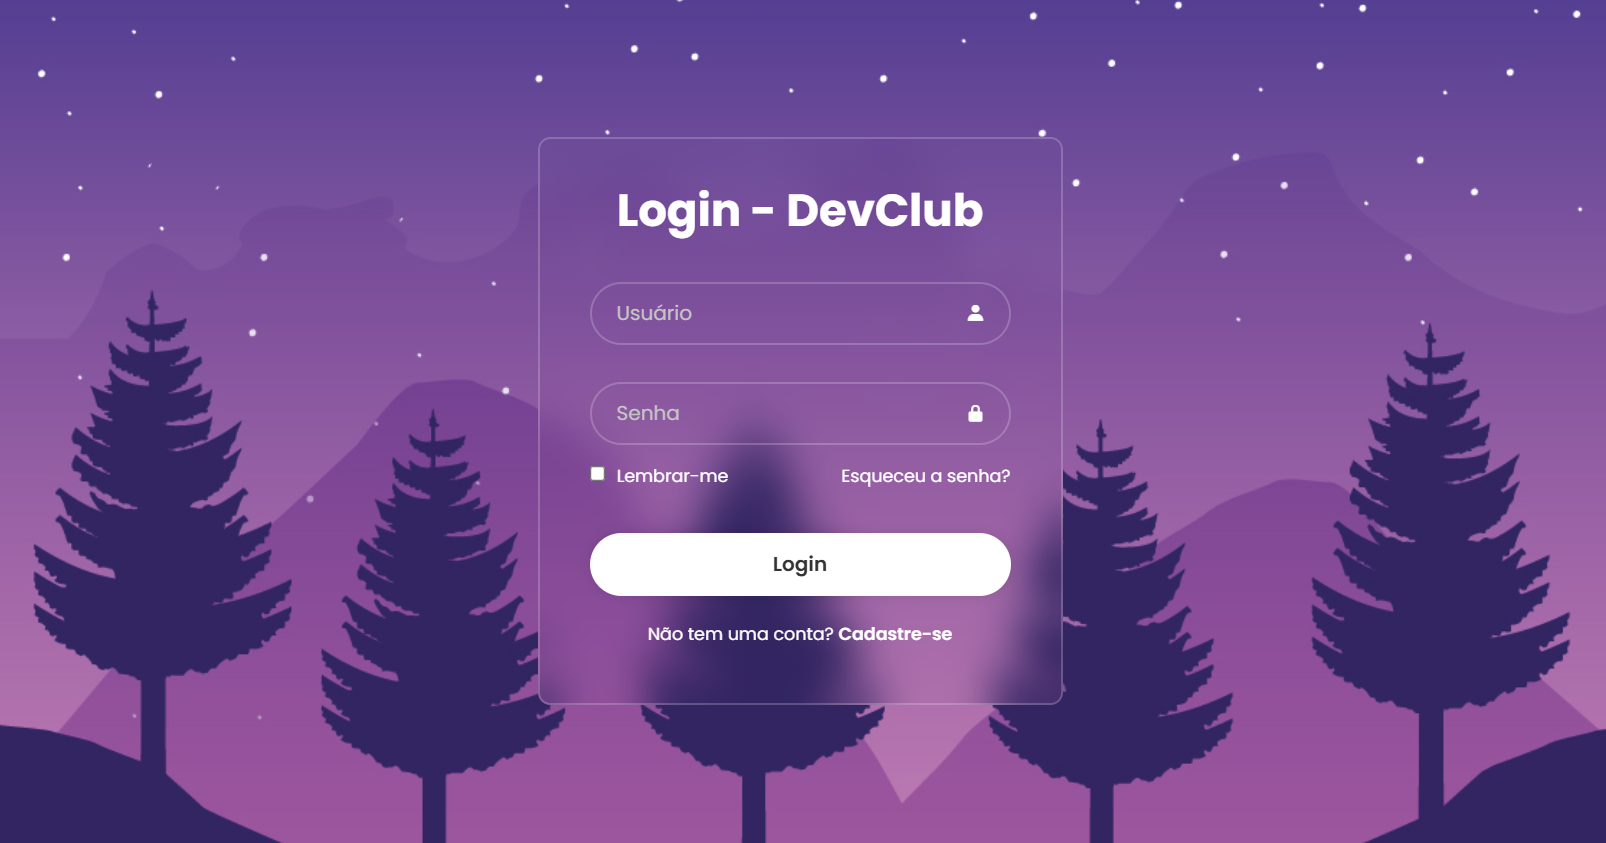 Login - DevClub
Usuário
Senha
Lembrar-me Esqueceu a senha?
Login
Não tem uma conta? Cadastre-se